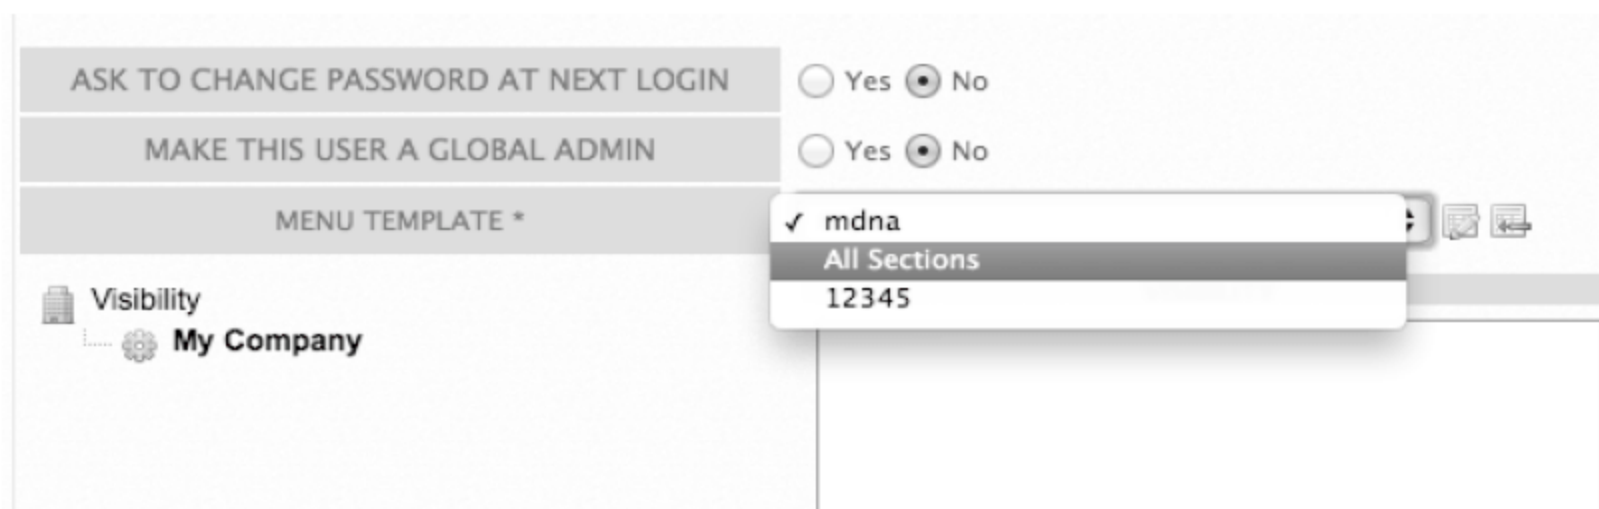 ASK TO CHANGE PASSWORD AT NEXT LOGIN Yes No
MAKE THIS USER A GLOBAL ADMIN Yes No
MENU TEMPLATE * ✓ mdna
All Sections
12345
Visibility
My Company